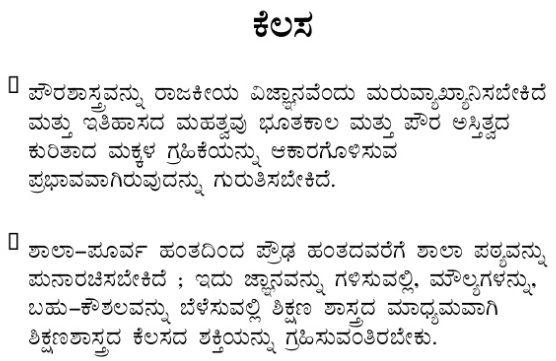 ಕೆಲಸ
ಪೌರಶಾಸ್ತ್ರವನ್ನು ರಾಜಕೀಯ ವಿಜ್ಞಾನವೆಂದು ಮರುವ್ಯಾಖ್ಯಾನಿಸಬೇಕಿದೆ
ಮತ್ತು ಇತಿಹಾಸದ ಮಹತ್ವವು ಭೂತಕಾಲ ಮತ್ತು ಪೌರ ಅಸ್ತಿತ್ವದ
ಕುರಿತಾದ ಮಕ್ಕಳ ಗ್ರಹಿಕೆಯನ್ನು ಆಕಾರಗೊಳಿಸುವ
ಪ್ರಭಾವವಾಗಿರುವುದನ್ನು ಗುರುತಿಸಬೇಕಿದೆ.
ಶಾಲಾ-ಪೂರ್ವ ಹಂತದಿಂದ ಪ್ರೌಢ ಹಂತದವರೆಗೆ ಶಾಲಾ ಪಠ್ಯವನ್ನು
ಪುನಾರಚಿಸಬೇಕಿದೆ ; ಇದು ಜ್ಞಾನವನ್ನು ಗಳಿಸುವಲ್ಲಿ, ಮೌಲ್ಯಗಳನ್ನು,
ಬಹು-ಕೌಶಲವನ್ನು ಬೆಳೆಸುವಲ್ಲಿ ಶಿಕ್ಷಣ ಶಾಸ್ತ್ರದ ಮಾಧ್ಯಮವಾಗಿ
ಶಿಕ್ಷಣಶಾಸ್ತ್ರದ ಕೆಲಸದ ಶಕ್ತಿಯನ್ನು ಗ್ರಹಿಸುವಂತಿರಬೇಕು.